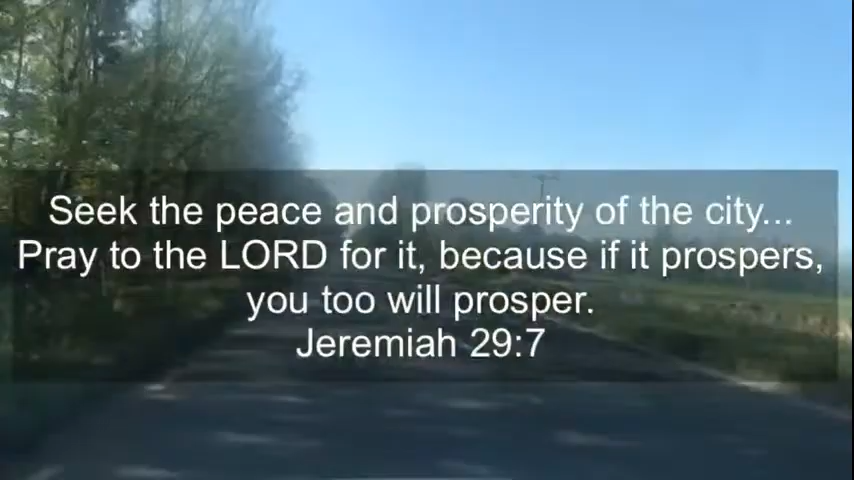 Seek the peace and prosperity of the city...
Pray to the LORD for it, because if it prospers,
you too will prosper.
Jeremiah 29:7